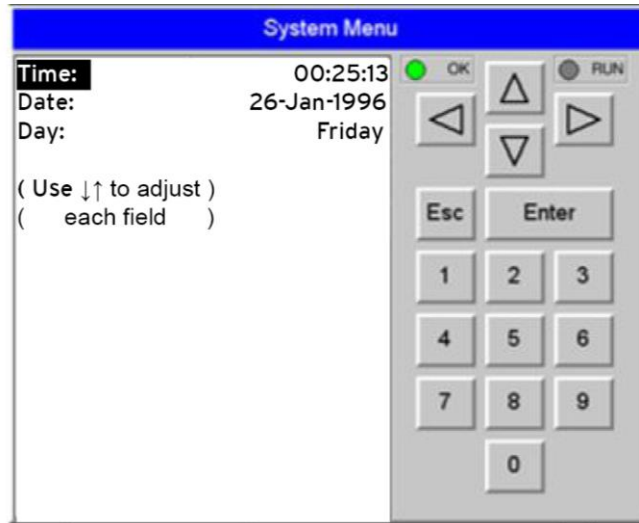 System Menu
Time: 00:25:13
Date: 26-Jan-1996
Day: Friday
( Use ↓↑ to adjust )
( each field )
OK RUN
Esc Enter
1 2 3
4 5 6
7 8 9
0